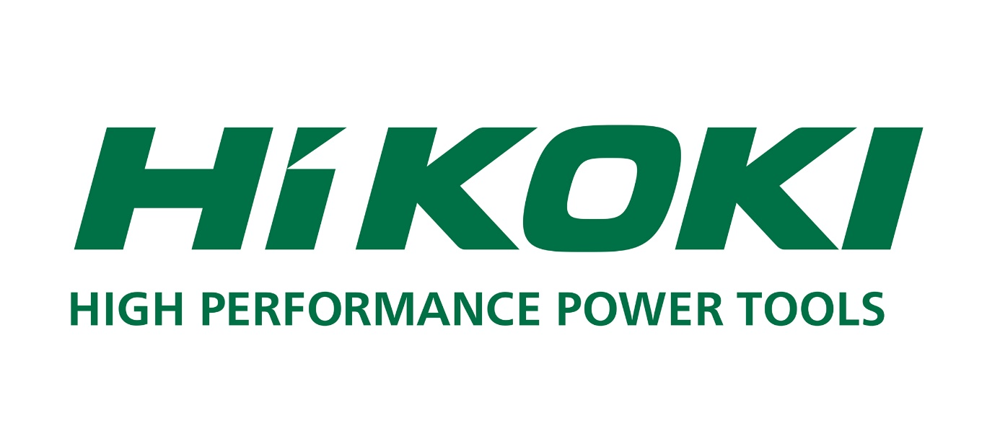 HiKOKI
HIGH PERFORMANCE POWER TOOLS